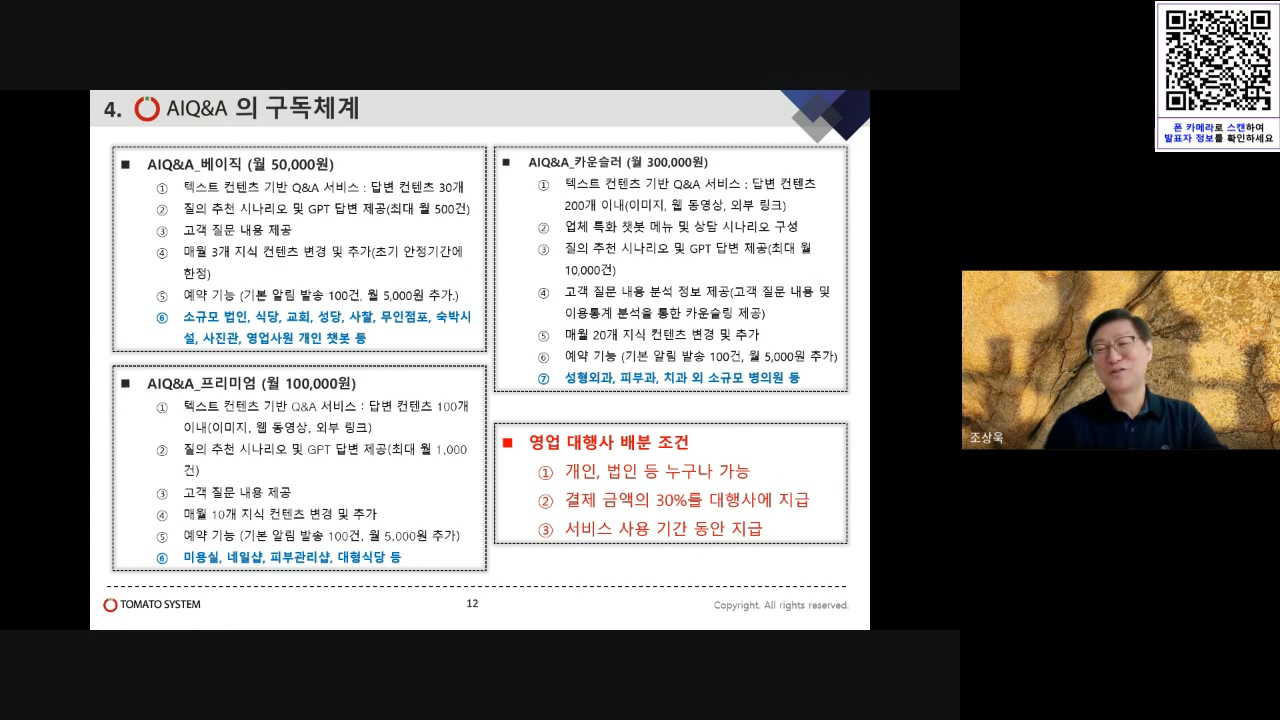 4. AIQ&A 의 구독체계
■ AIQ&A_베이직 (월 50,000원)
① 텍스트 컨텐츠 기반 Q&A 서비스 : 답변 컨텐츠 30개
② 질의 추천 시나리오 및 GPT 답변 제공(최대 월 500건)
③ 고객 질문 내용 제공
④ 매월 3개 지식 컨텐츠 변경 및 추가(초기 안정기간에
한정)
⑤ 예약 기능 (기본 알림 발송 100건, 월 5,000원 추가.)
⑥ 소규모 법인, 식당, 교회, 성당, 사찰, 무인점포, 숙박시
설, 사진관, 영업사원 개인 챗봇 등
■ AIQ&A_프리미엄 (월 100,000원)
① 텍스트 컨텐츠 기반 Q&A 서비스 : 답변 컨텐츠 100개
이내(이미지, 웹 동영상, 외부 링크)
② 질의 추천 시나리오 및 GPT 답변 제공(최대 월 1,000
건)
③ 고객 질문 내용 제공
④ 매월 10개 지식 컨텐츠 변경 및 추가
⑤ 예약 기능 (기본 알림 발송 100건, 월 5,000원 추가)
⑥ 미용실, 네일샵, 피부관리샵, 대형식당 등
■ AIQ&A_카운슬러 (월 300,000원)
① 텍스트 컨텐츠 기반 Q&A 서비스 : 답변 컨텐츠
200개 이내(이미지, 웹 동영상, 외부 링크)
② 업체 특화 챗봇 메뉴 및 상담 시나리오 구성
③ 질의 추천 시나리오 및 GPT 답변 제공(최대 월
10,000건)
④ 고객 질문 내용 분석 정보 제공(고객 질문 내용 및
이용통계 분석을 통한 카운슬링 제공)
⑤ 매월 20개 지식 컨텐츠 변경 및 추가
⑥ 예약 기능 (기본 알림 발송 100건, 월 5,000원 추가)
⑦ 성형외과, 피부과, 치과 외 소규모 병의원 등
■ 영업 대행사 배분 조건
① 개인, 법인 등 누구나 가능
② 결제 금액의 30%를 대행사에 지급
③ 서비스 사용 기간 동안 지급
TOMATO SYSTEM
12
Copyright. All rights reserved.
폰 카메라로 스캔하여
발표자 정보를 확인하세요
조상욱